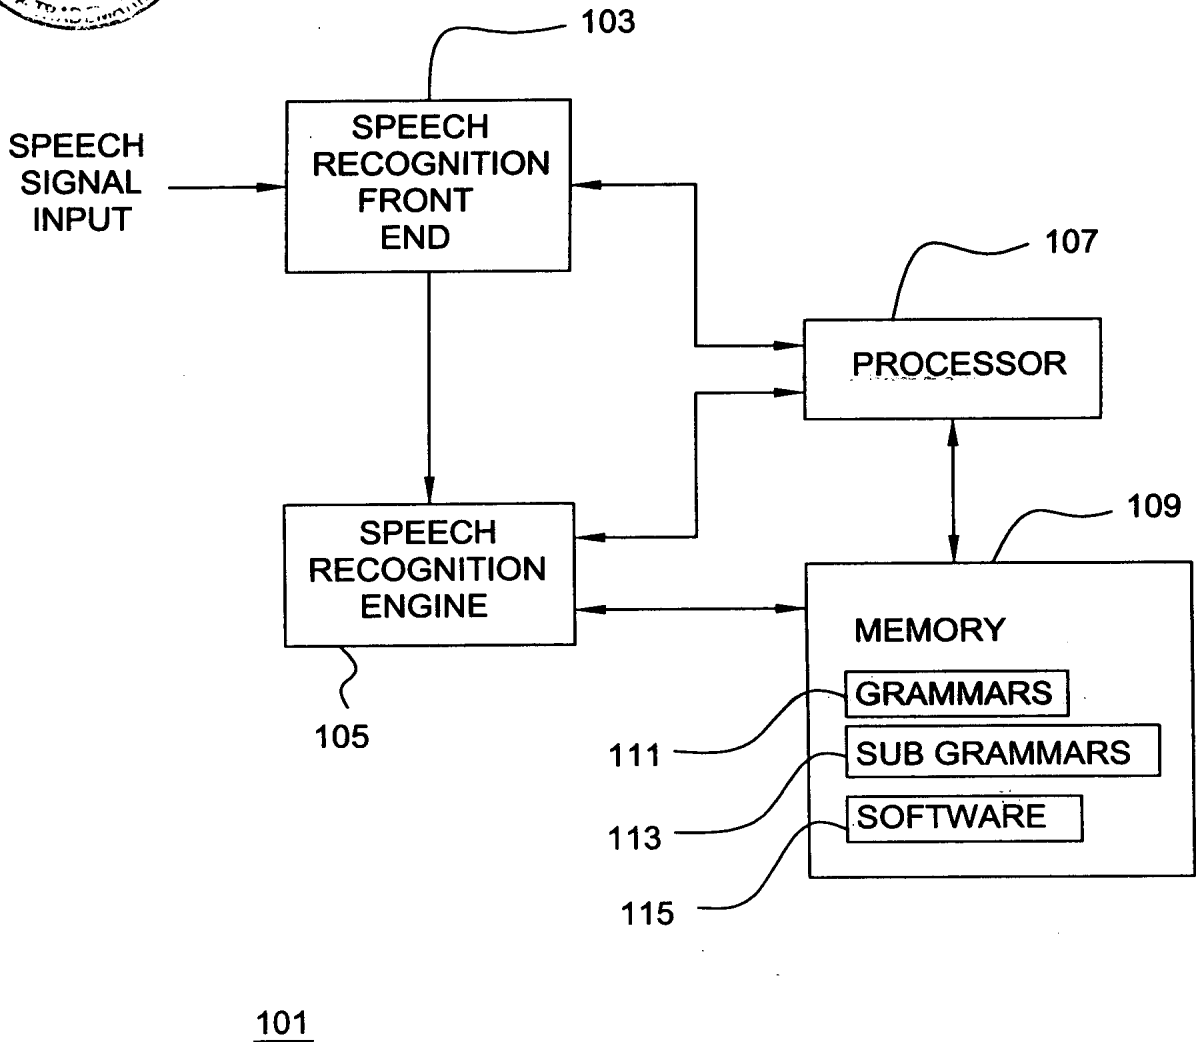 103
SPEECH
SIGNAL
INPUT
SPEECH
RECOGNITION
FRONT
END
107
PROCESSOR
109
SPEECH
RECOGNITION
ENGINE
105
MEMORY
GRAMMARS
111
SUB GRAMMARS
113
SOFTWARE
115
101